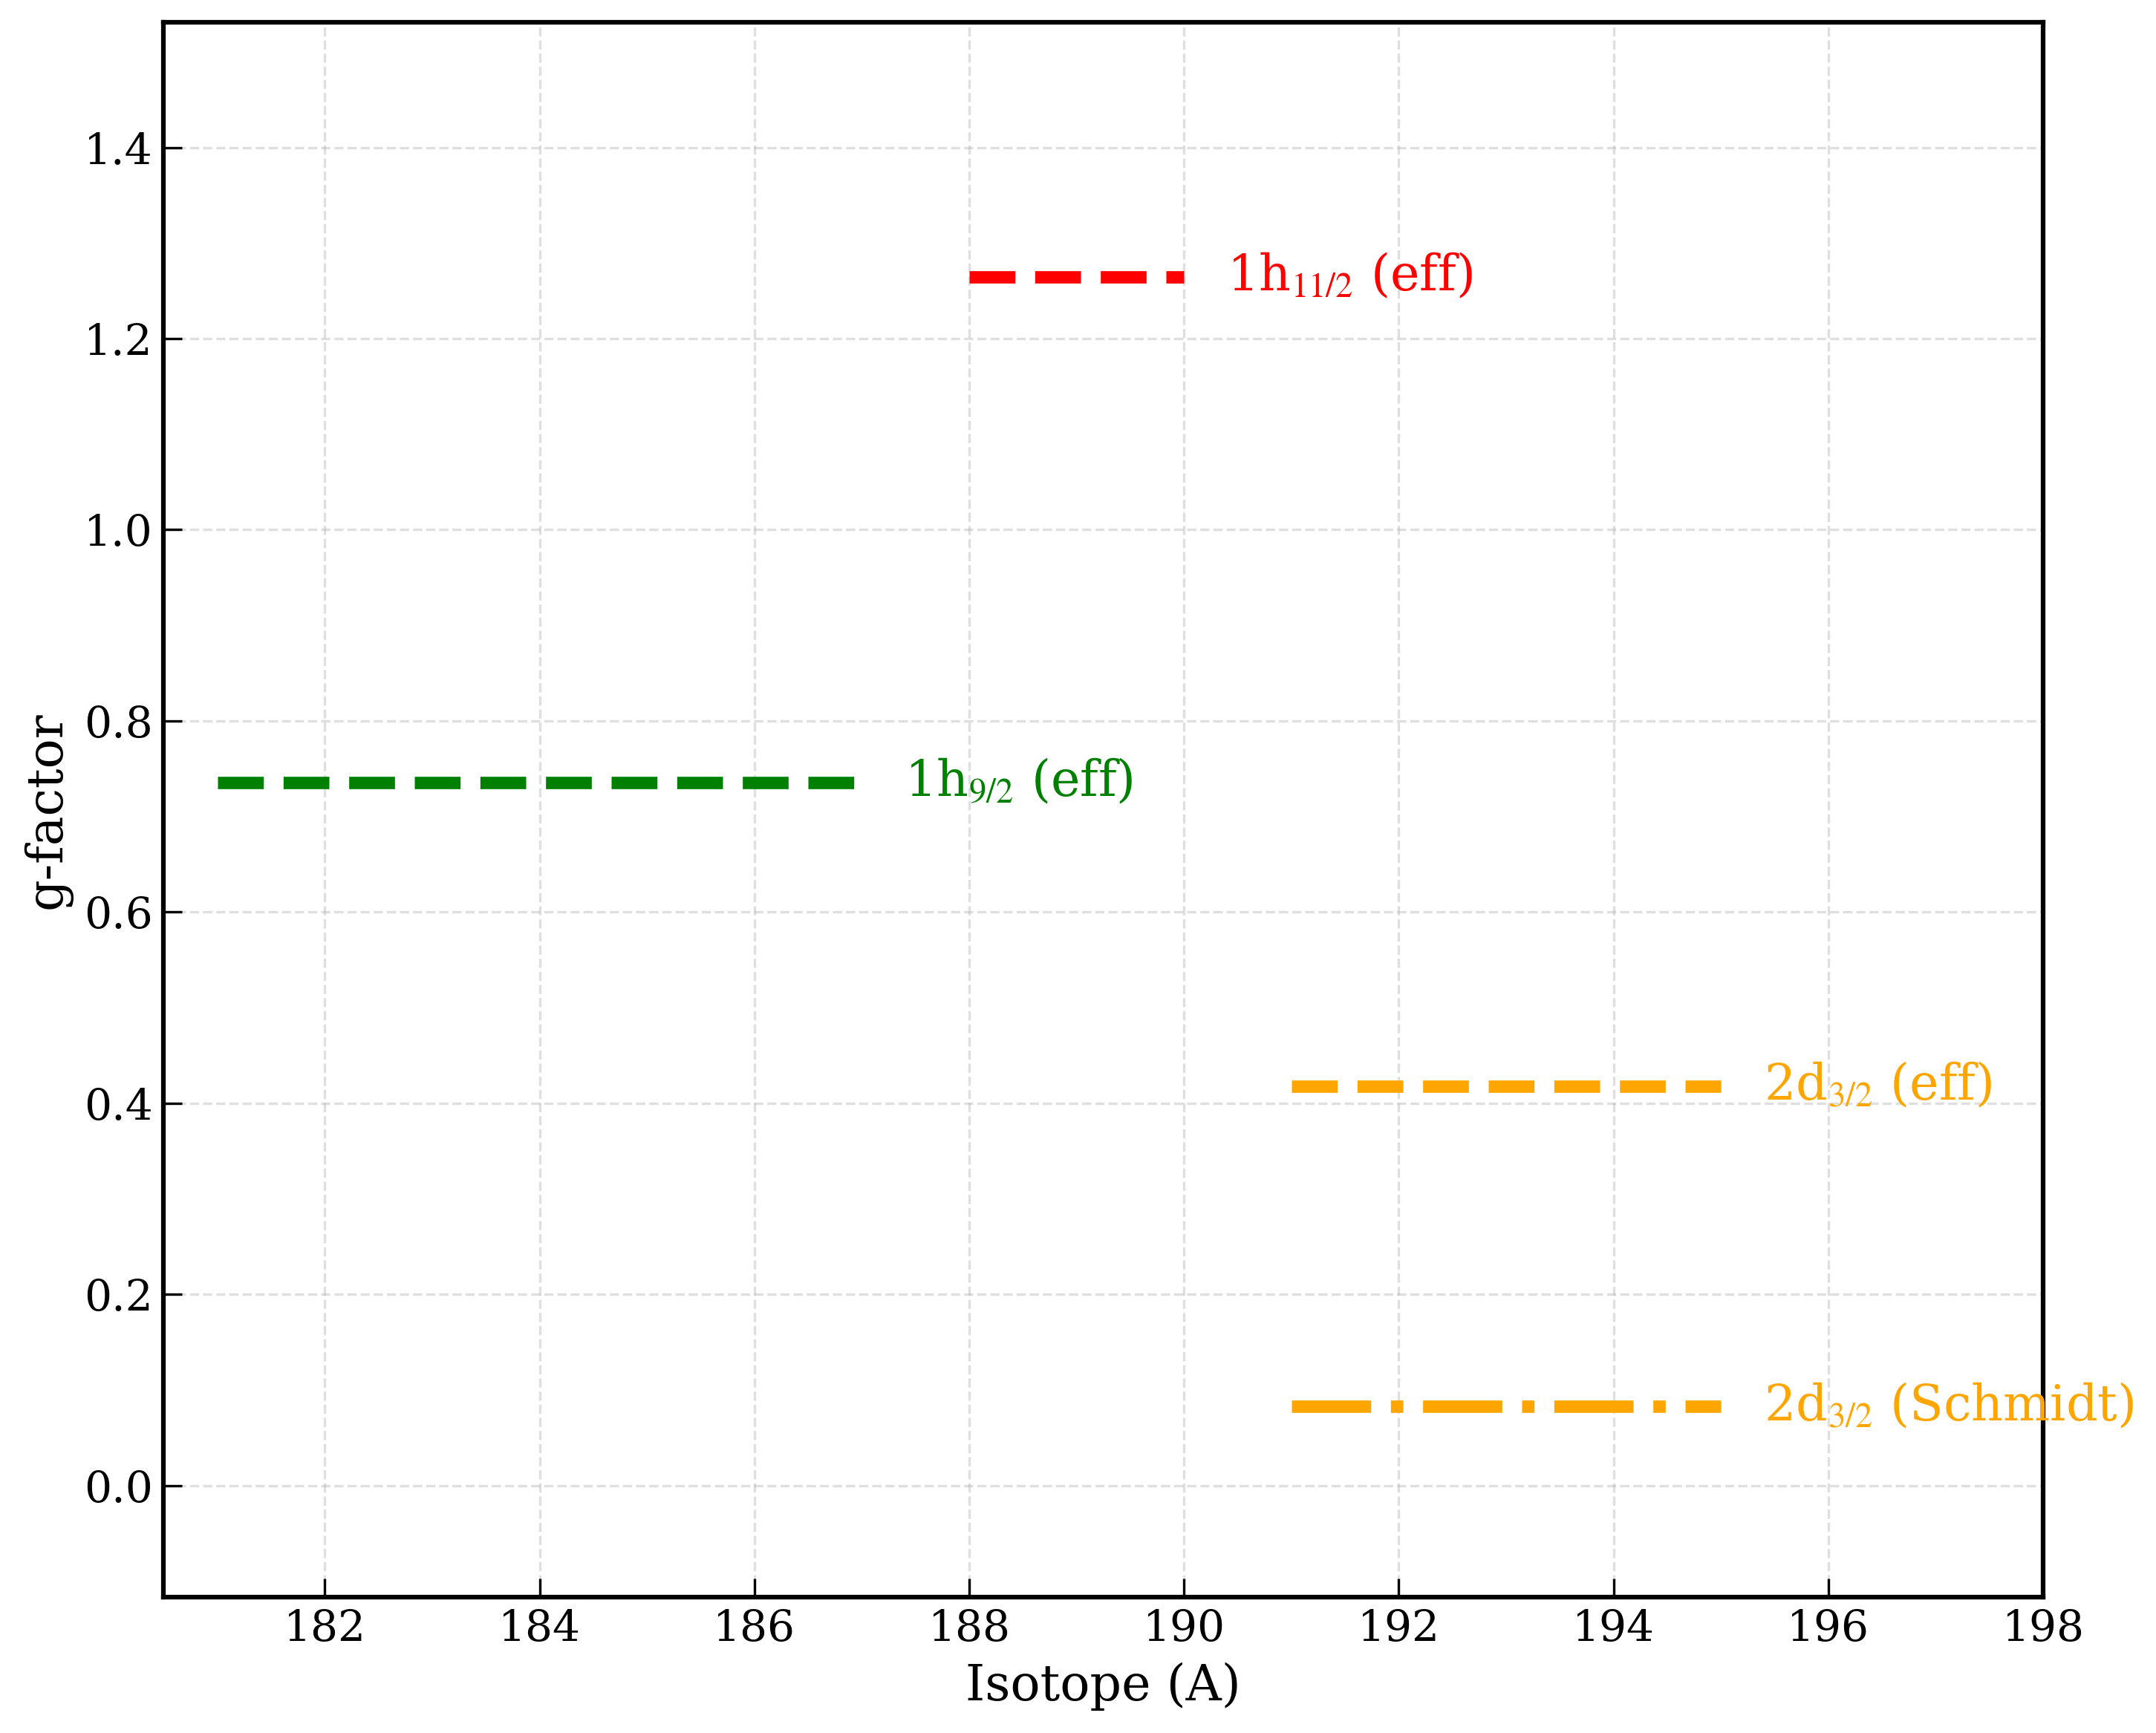 1.4
1h₁₁/₂ (eff)
1.2
1.0
g-factor
0.8
1h₉/₂ (eff)
0.6
2d₃/₂ (eff)
0.4
0.2
2d₃/₂ (Schmidt)
0.0
182 184 186 188 190 192 194 196 198
Isotope (A)